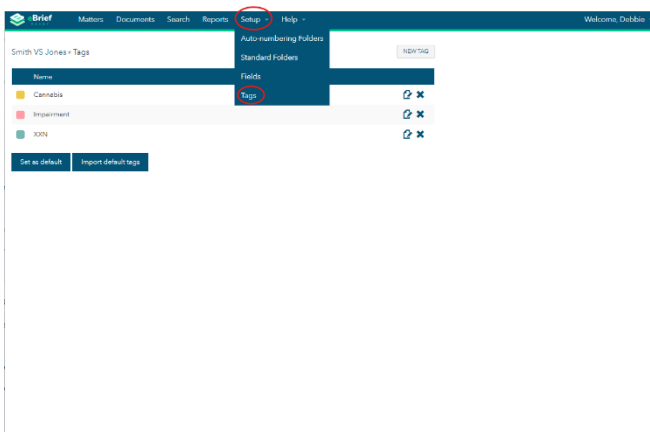 eBrief
Matters Documents Search Reports Setup Help Welcome, Debbie
Auto-numbering Folders
Standard Folders
Fields
Tags
Smith VS Jones › Tags
NEW TAG
Name
Cannabis
Impairment
XXN
Set as default Import default tags